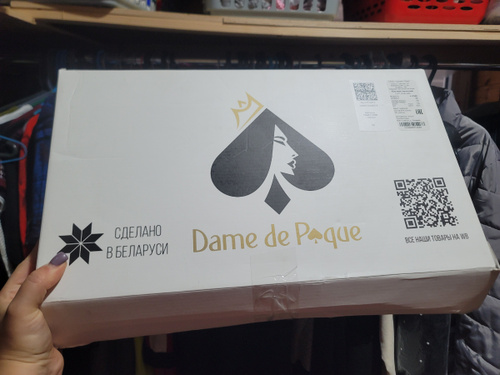 Dame de Pique
СДЕЛАНО
В БЕЛАРУСИ
ВСЕ НАШИ ТОВАРЫ НА WB